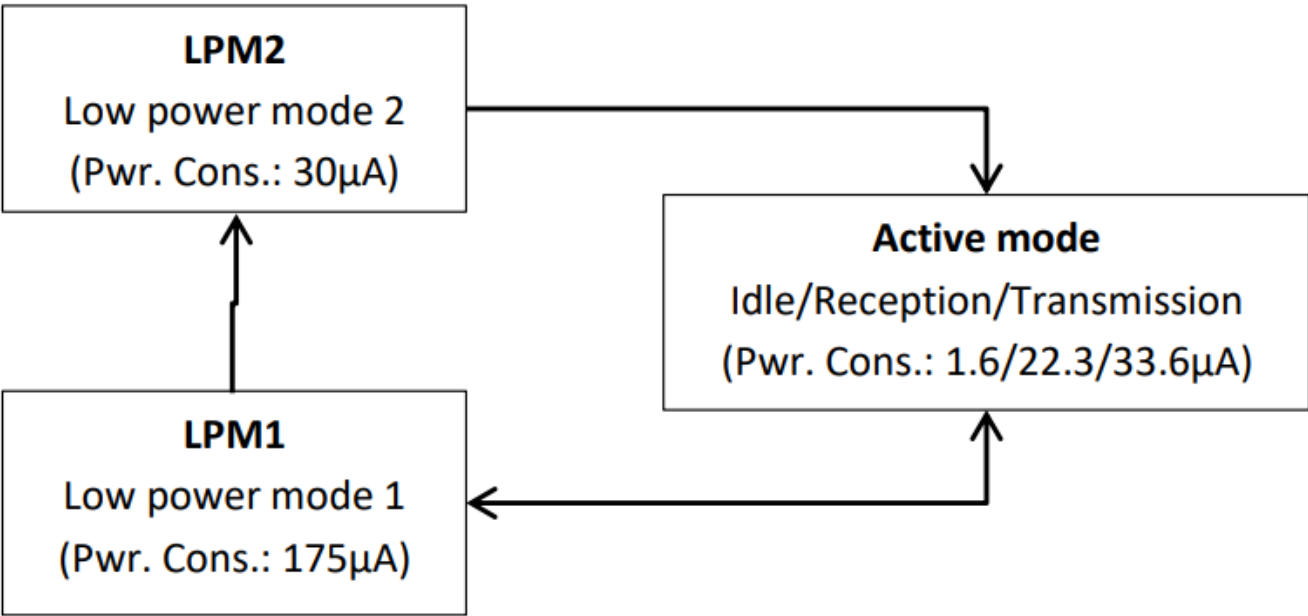 LPM2
Low power mode 2
(Pwr. Cons.: 30µA)
Active mode
Idle/Reception/Transmission
(Pwr. Cons.: 1.6/22.3/33.6µA)
LPM1
Low power mode 1
(Pwr. Cons.: 175µA)